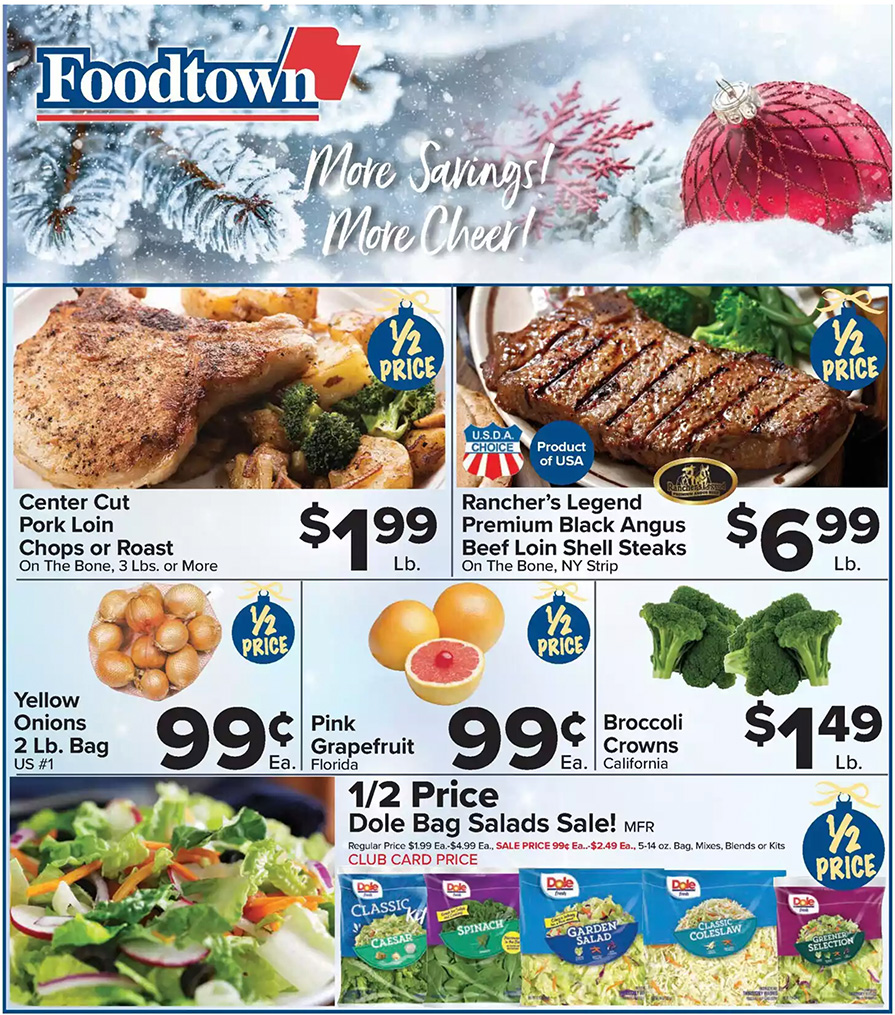 Foodtown
More Savings!
More Cheer!
1/2
PRICE
Center Cut
Pork Loin
Chops or Roast
On The Bone, 3 Lbs. or More
$1.99
Lb.
1/2
PRICE
U.S.D.A.
CHOICE
Product
of USA
Rancher's Legend
Rancher's Legend
Premium Black Angus
Beef Loin Shell Steaks
On The Bone, NY Strip
$6.99
Lb.
1/2
PRICE
Yellow
Onions
2 Lb. Bag
US #1
99¢
Ea.
1/2
PRICE
Pink
Grapefruit
Florida
99¢
Ea.
Broccoli
Crowns
California
$1.49
Lb.
1/2 Price
Dole Bag Salads Sale! MFR
Regular Price $1.99 Ea.-$4.99 Ea., SALE PRICE 99¢ Ea.-$2.49 Ea., 5-14 oz. Bag, Mixes, Blends or Kits
CLUB CARD PRICE
1/2
PRICE
Dole
CLASSIC
Kit
CAESAR
Dole
SPINACH
Dole
GARDEN
SALAD
Dole
CLASSIC
COLESLAW
Dole
GREENER
SELECTION